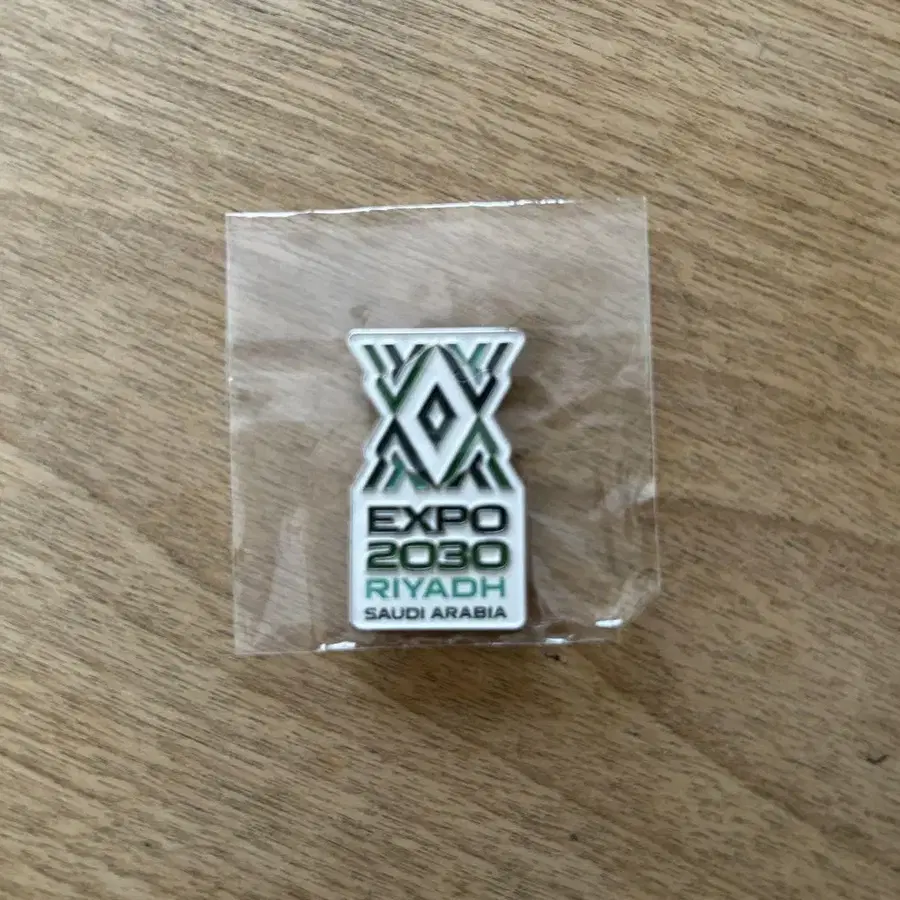 EXPO
2030
RIYADH
SAUDI ARABIA